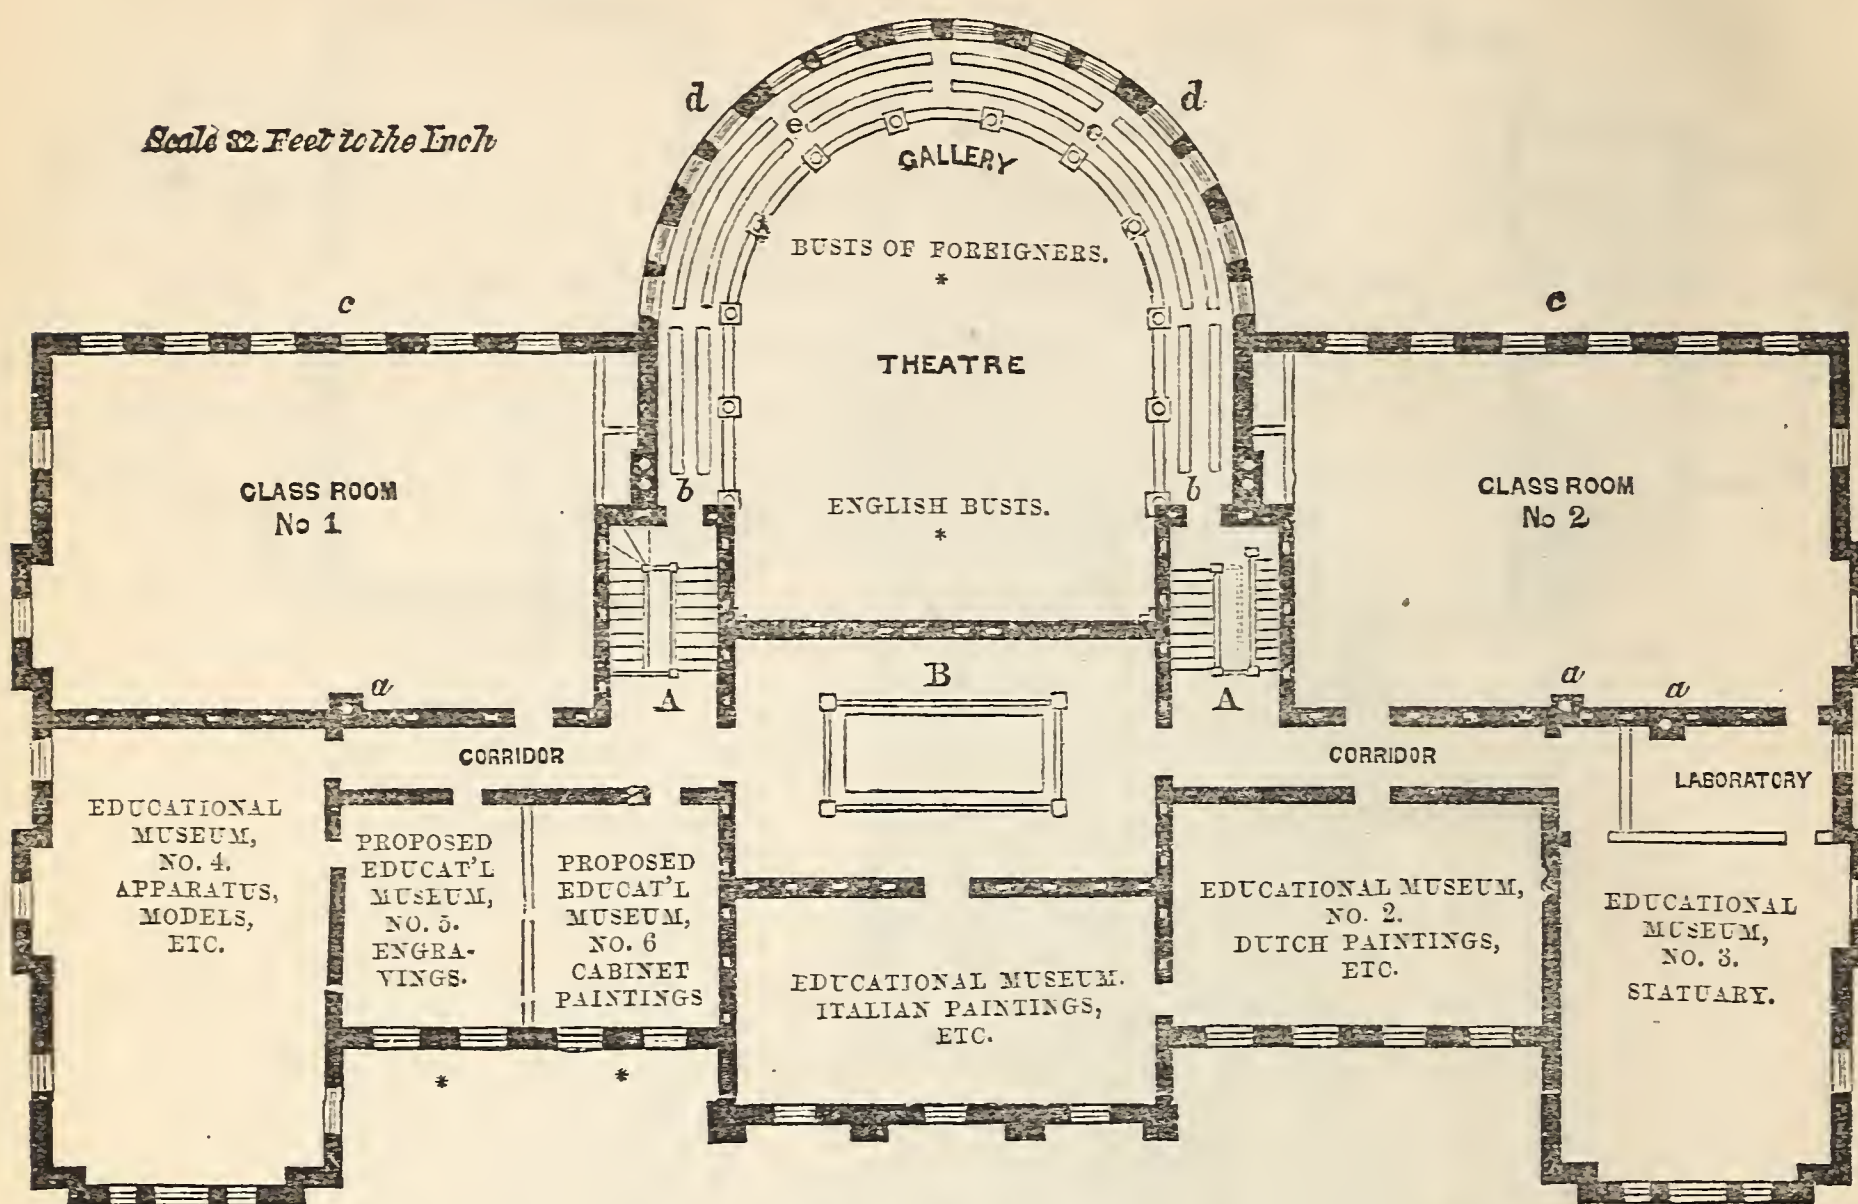 d
d
Scale 32 Feet to the Inch
e
e
GALLERY
BUSTS OF FOREIGNERS.
*
c
c
THEATRE
CLASS ROOM
No 1
b
ENGLISH BUSTS.
*
b
CLASS ROOM
No 2
a
A
B
A
a
a
CORRIDOR
CORRIDOR
LABORATORY
EDUCATIONAL
MUSEUM,
NO. 4.
APPARATUS,
MODELS,
ETC.
PROPOSED
EDUCAT'L
MUSEUM,
NO. 5.
ENGRA-
VINGS.
PROPOSED
EDUCAT'L
MUSEUM,
NO. 6
CABINET
PAINTINGS
EDUCATIONAL MUSEUM.
ITALIAN PAINTINGS,
ETC.
EDUCATIONAL MUSEUM,
NO. 2.
DUTCH PAINTINGS,
ETC.
EDUCATIONAL
MUSEUM,
NO. 3.
STATUARY.
*
*